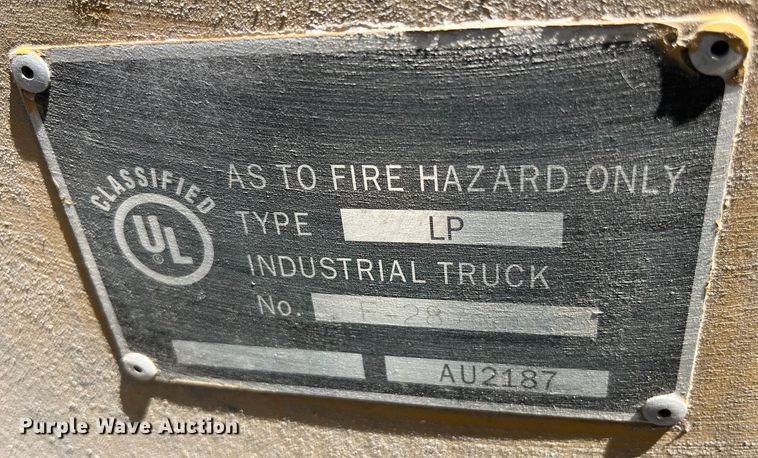 CLASSIFIED
UL
®
AS TO FIRE HAZARD ONLY
TYPE LP
INDUSTRIAL TRUCK
No.
AU2187
Purple Wave Auction